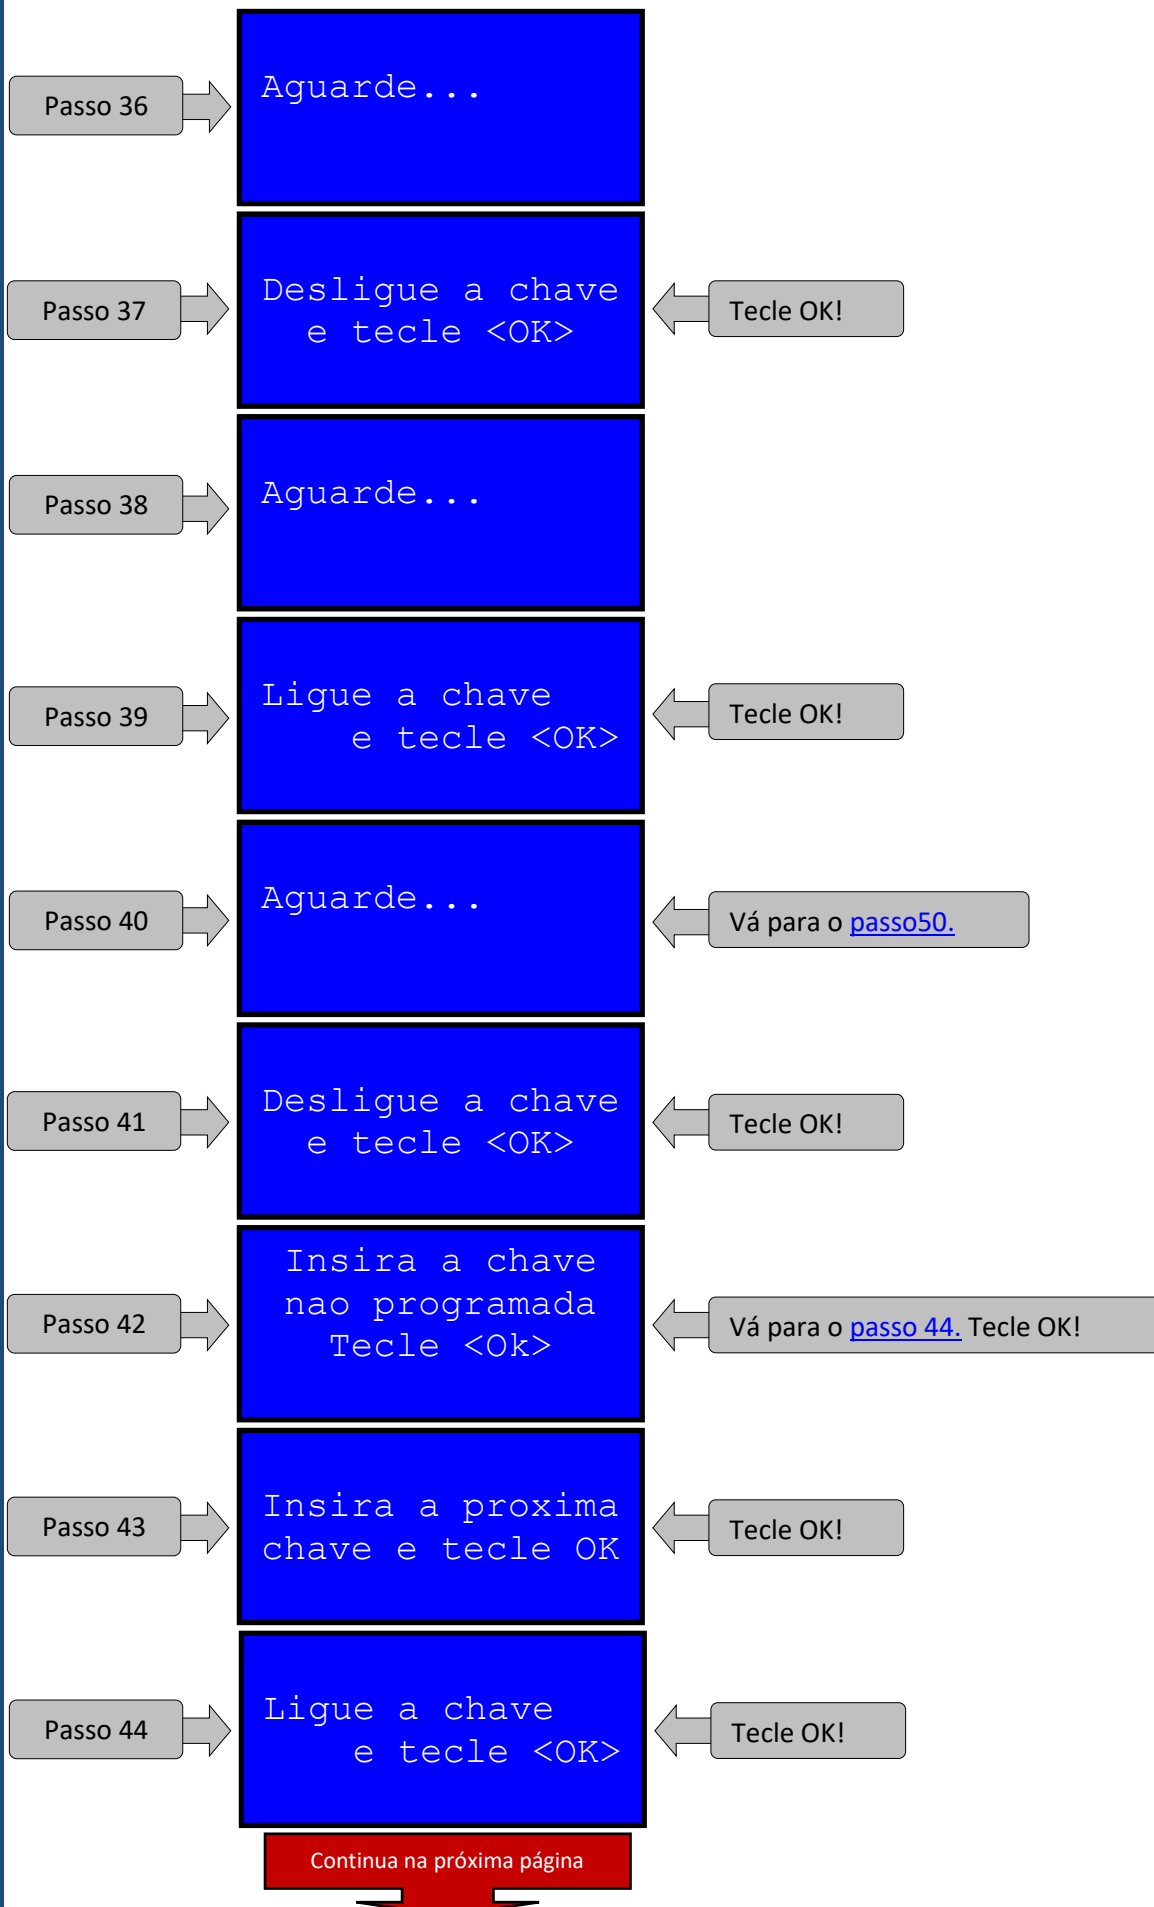 Passo 36
Aguarde...
Passo 37
Desligue a chave
e tecle <OK>
Tecle OK!
Passo 38
Aguarde...
Passo 39
Ligue a chave
e tecle <OK>
Tecle OK!
Passo 40
Aguarde...
Vá para o passo50.
Passo 41
Desligue a chave
e tecle <OK>
Tecle OK!
Passo 42
Insira a chave
nao programada
Tecle <Ok>
Vá para o passo 44. Tecle OK!
Passo 43
Insira a proxima
chave e tecle OK
Tecle OK!
Passo 44
Ligue a chave
e tecle <OK>
Tecle OK!
Continua na próxima página